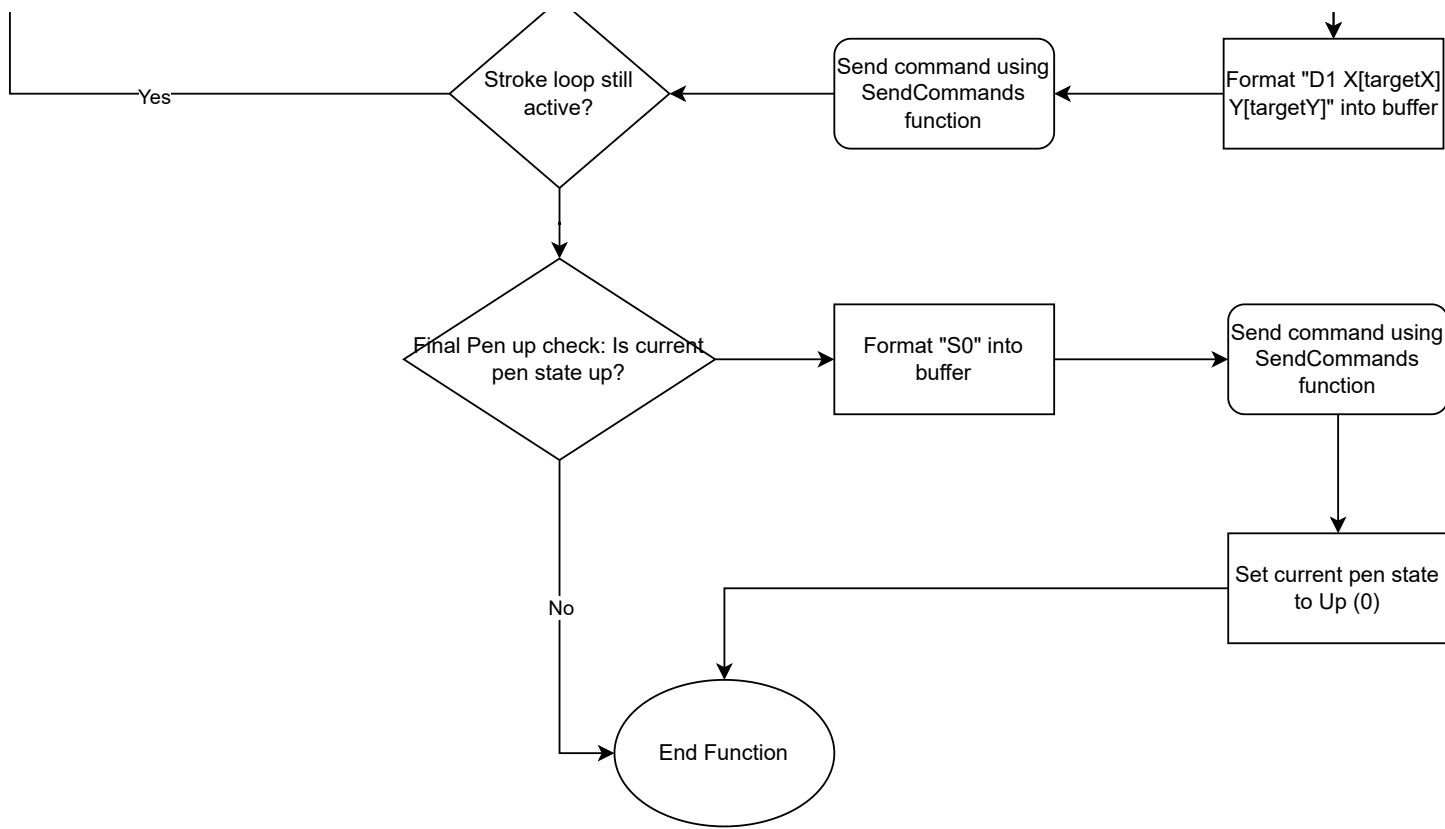 Yes
Stroke loop still
active?
Send command using
SendCommands
function
Format "D1 X[targetX]
Y[targetY]" into buffer
Final Pen up check: Is current
pen state up?
Format "S0" into
buffer
Send command using
SendCommands
function
Set current pen state
to Up (0)
No
End Function